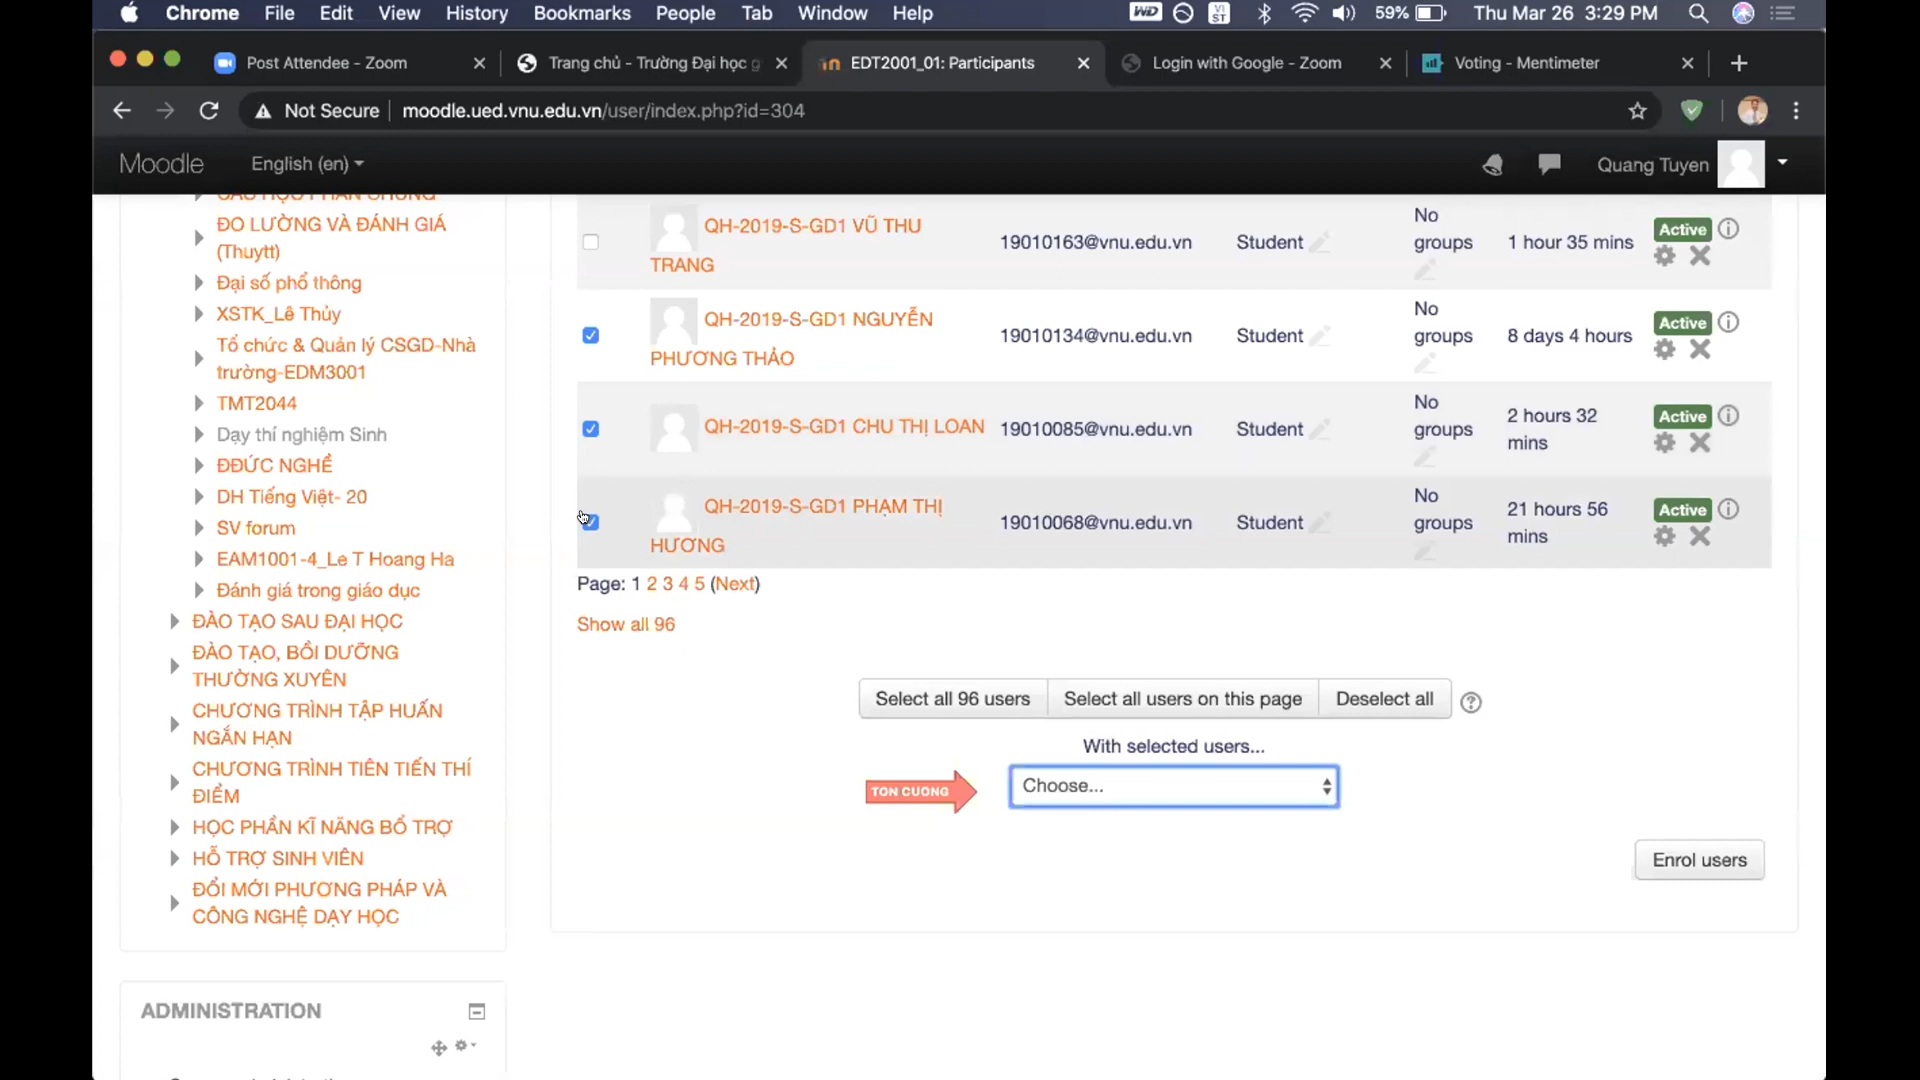 Chrome File Edit View History Bookmarks People Tab Window Help WD VI ST 59% Thu Mar 26 3:29 PM
Post Attendee - Zoom Trang chủ - Trường Đại học g EDT2001_01: Participants Login with Google - Zoom Voting - Mentimeter
Not Secure moodle.ued.vnu.edu.vn/user/index.php?id=304
Moodle English (en) Quang Tuyen
ĐO LƯỜNG VÀ ĐÁNH GIÁ
(Thuytt)
Đại số phổ thông
XSTK_Lê Thủy
Tổ chức & Quản lý CSGD-Nhà
trường-EDM3001
TMT2044
Dạy thí nghiệm Sinh
ĐĐỨC NGHỀ
DH Tiếng Việt- 20
SV forum
EAM1001-4_Le T Hoang Ha
Đánh giá trong giáo dục
ĐÀO TẠO SAU ĐẠI HỌC
ĐÀO TẠO, BỒI DƯỠNG
THƯỜNG XUYÊN
CHƯƠNG TRÌNH TẬP HUẤN
NGẮN HẠN
CHƯƠNG TRÌNH TIÊN TIẾN THÍ
ĐIỂM
HỌC PHẦN KĨ NĂNG BỔ TRỢ
HỖ TRỢ SINH VIÊN
ĐỔI MỚI PHƯƠNG PHÁP VÀ
CÔNG NGHỆ DẠY HỌC
ADMINISTRATION
QH-2019-S-GD1 VŨ THU
TRANG
19010163@vnu.edu.vn Student No
groups
1 hour 35 mins Active
QH-2019-S-GD1 NGUYỄN
PHƯƠNG THẢO
19010134@vnu.edu.vn Student No
groups
8 days 4 hours Active
QH-2019-S-GD1 CHU THỊ LOAN
19010085@vnu.edu.vn Student No
groups
2 hours 32
mins
Active
QH-2019-S-GD1 PHẠM THỊ
HƯƠNG
19010068@vnu.edu.vn Student No
groups
21 hours 56
mins
Active
Page: 1 2 3 4 5 (Next)
Show all 96
Select all 96 users Select all users on this page Deselect all
With selected users...
TON CUONG Choose...
Enrol users